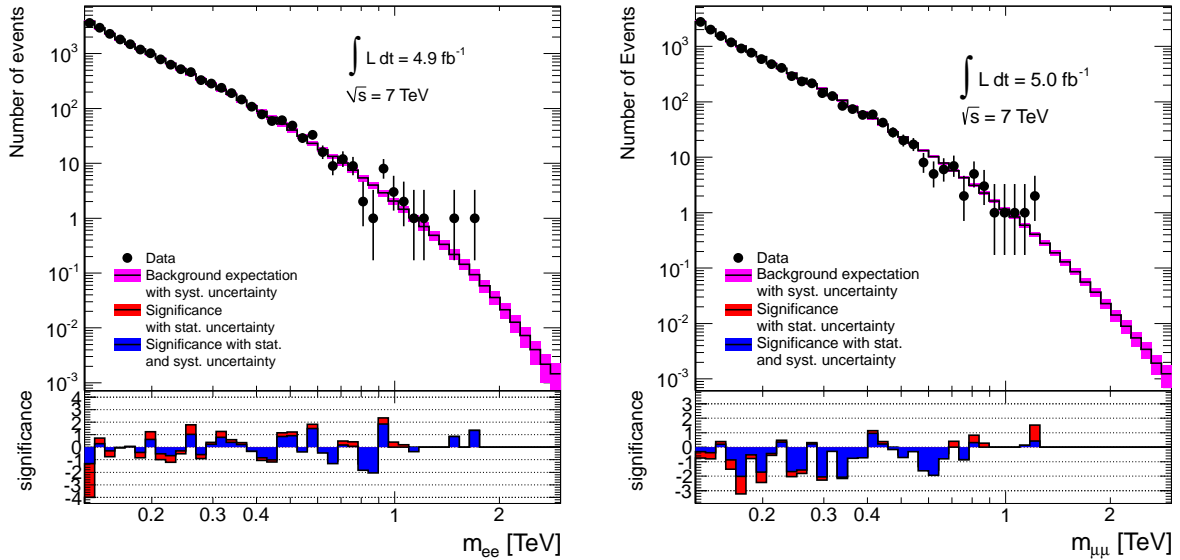 Number of events
10³
10²
10
1
10⁻¹
10⁻²
10⁻³
∫ L dt = 4.9 fb⁻¹
√s = 7 TeV
Data
Background expectation
with syst. uncertainty
Significance
with stat. uncertainty
Significance with stat.
and syst. uncertainty
significance
4
3
2
1
0
-1
-2
-3
-4
0.2 0.3 0.4 1 2
m_ee [TeV]
Number of Events
10³
10²
10
1
10⁻¹
10⁻²
10⁻³
∫ L dt = 5.0 fb⁻¹
√s = 7 TeV
Data
Background expectation
with syst. uncertainty
Significance
with stat. uncertainty
Significance with stat.
and syst. uncertainty
significance
3
2
1
0
-1
-2
-3
0.2 0.3 0.4 1 2
m_μμ [TeV]